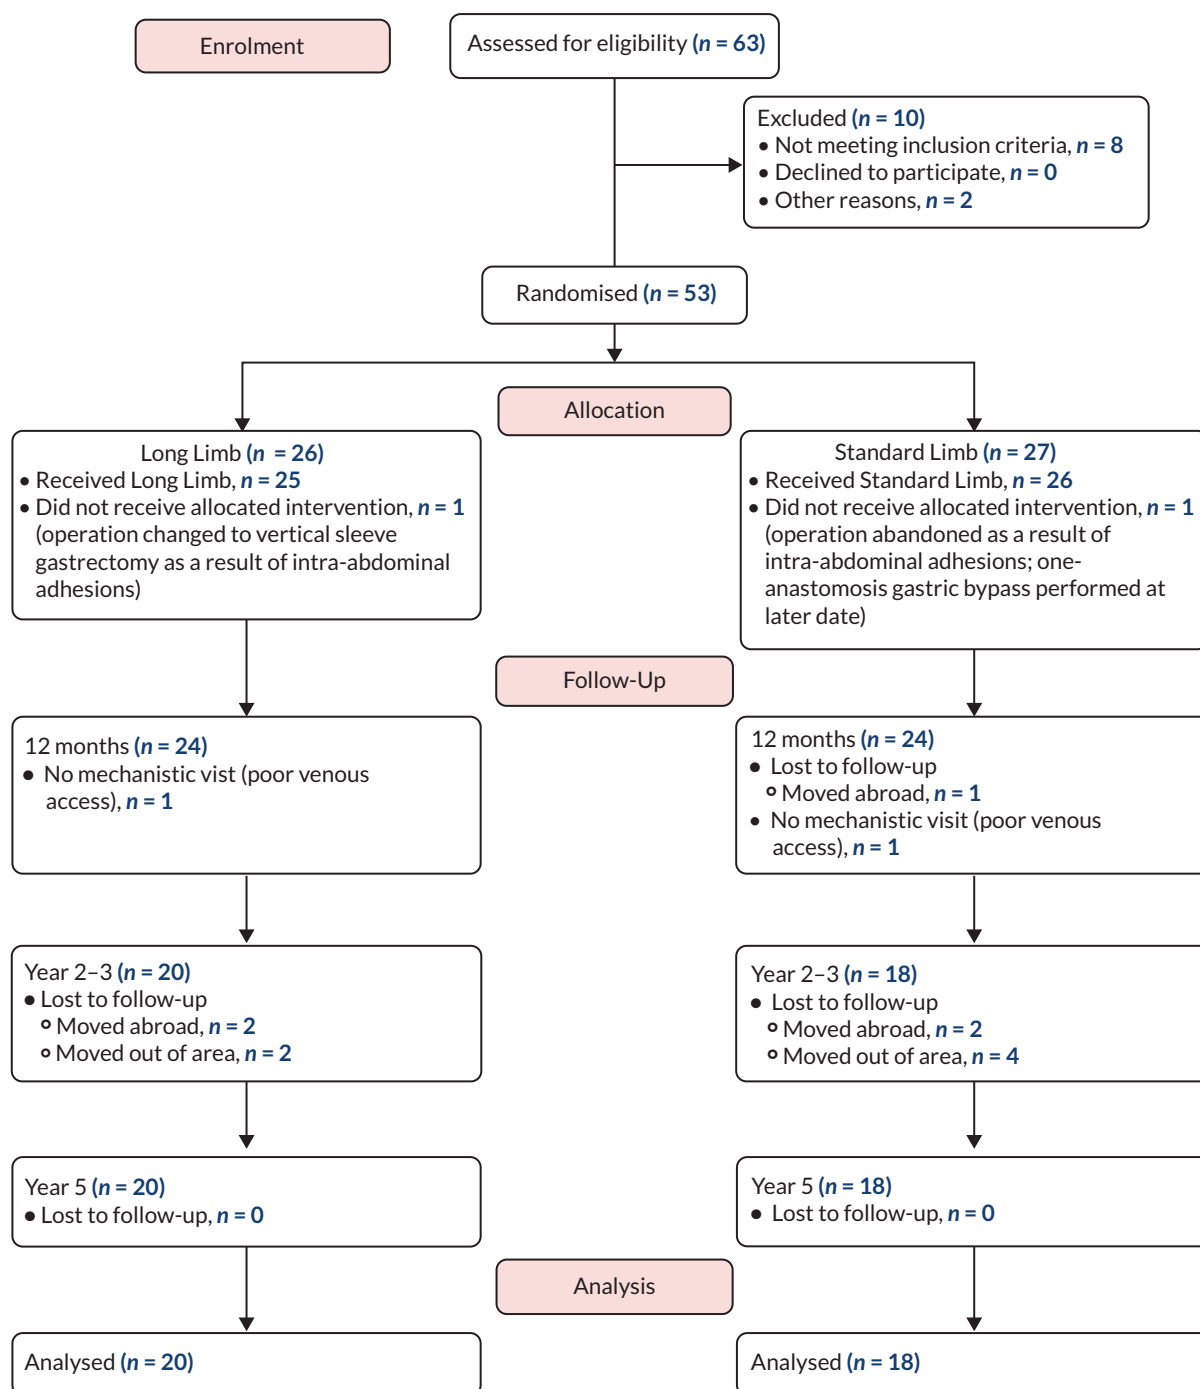 Enrolment
Assessed for eligibility (n = 63)
Excluded (n = 10)
• Not meeting inclusion criteria, n = 8
• Declined to participate, n = 0
• Other reasons, n = 2
Randomised (n = 53)
Allocation
Long Limb (n = 26)
• Received Long Limb, n = 25
• Did not receive allocated intervention, n = 1
(operation changed to vertical sleeve
gastrectomy as a result of intra-abdominal
adhesions)
Standard Limb (n = 27)
• Received Standard Limb, n = 26
• Did not receive allocated intervention, n = 1
(operation abandoned as a result of
intra-abdominal adhesions; one-
anastomosis gastric bypass performed at
later date)
Follow-Up
12 months (n = 24)
• No mechanistic vist (poor venous
access), n = 1
12 months (n = 24)
• Lost to follow-up
° Moved abroad, n = 1
• No mechanistic visit (poor venous
access), n = 1
Year 2–3 (n = 20)
• Lost to follow-up
° Moved abroad, n = 2
° Moved out of area, n = 2
Year 2–3 (n = 18)
• Lost to follow-up
° Moved abroad, n = 2
° Moved out of area, n = 4
Year 5 (n = 20)
• Lost to follow-up, n = 0
Year 5 (n = 18)
• Lost to follow-up, n = 0
Analysis
Analysed (n = 20)
Analysed (n = 18)